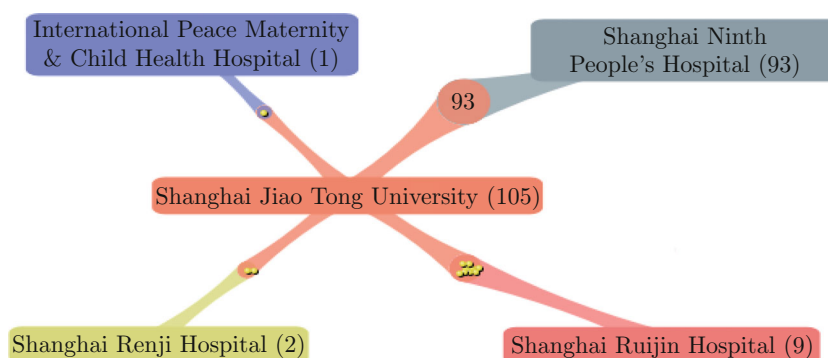 International Peace Maternity
& Child Health Hospital (1)
Shanghai Ninth
People's Hospital (93)
93
Shanghai Jiao Tong University (105)
Shanghai Renji Hospital (2)
Shanghai Ruijin Hospital (9)